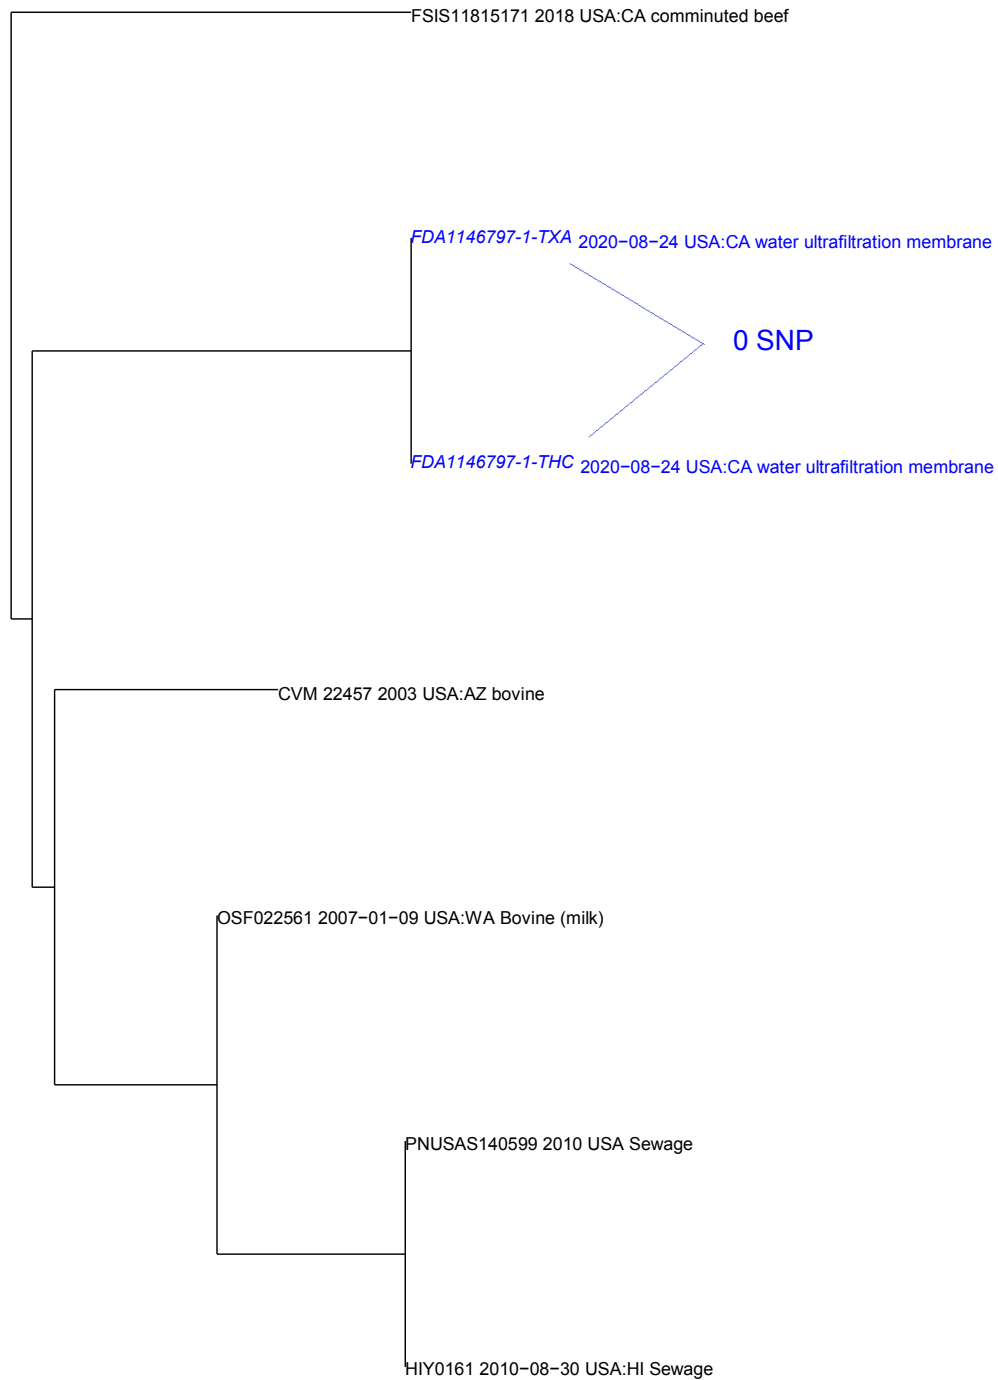 FSIS11815171 2018 USA:CA comminuted beef
FDA1146797-1-TXA 2020−08−24 USA:CA water ultrafiltration membrane
0 SNP
FDA1146797-1-THC 2020−08−24 USA:CA water ultrafiltration membrane
CVM 22457 2003 USA:AZ bovine
OSF022561 2007−01−09 USA:WA Bovine (milk)
PNUSAS140599 2010 USA Sewage
HIY0161 2010−08−30 USA:HI Sewage